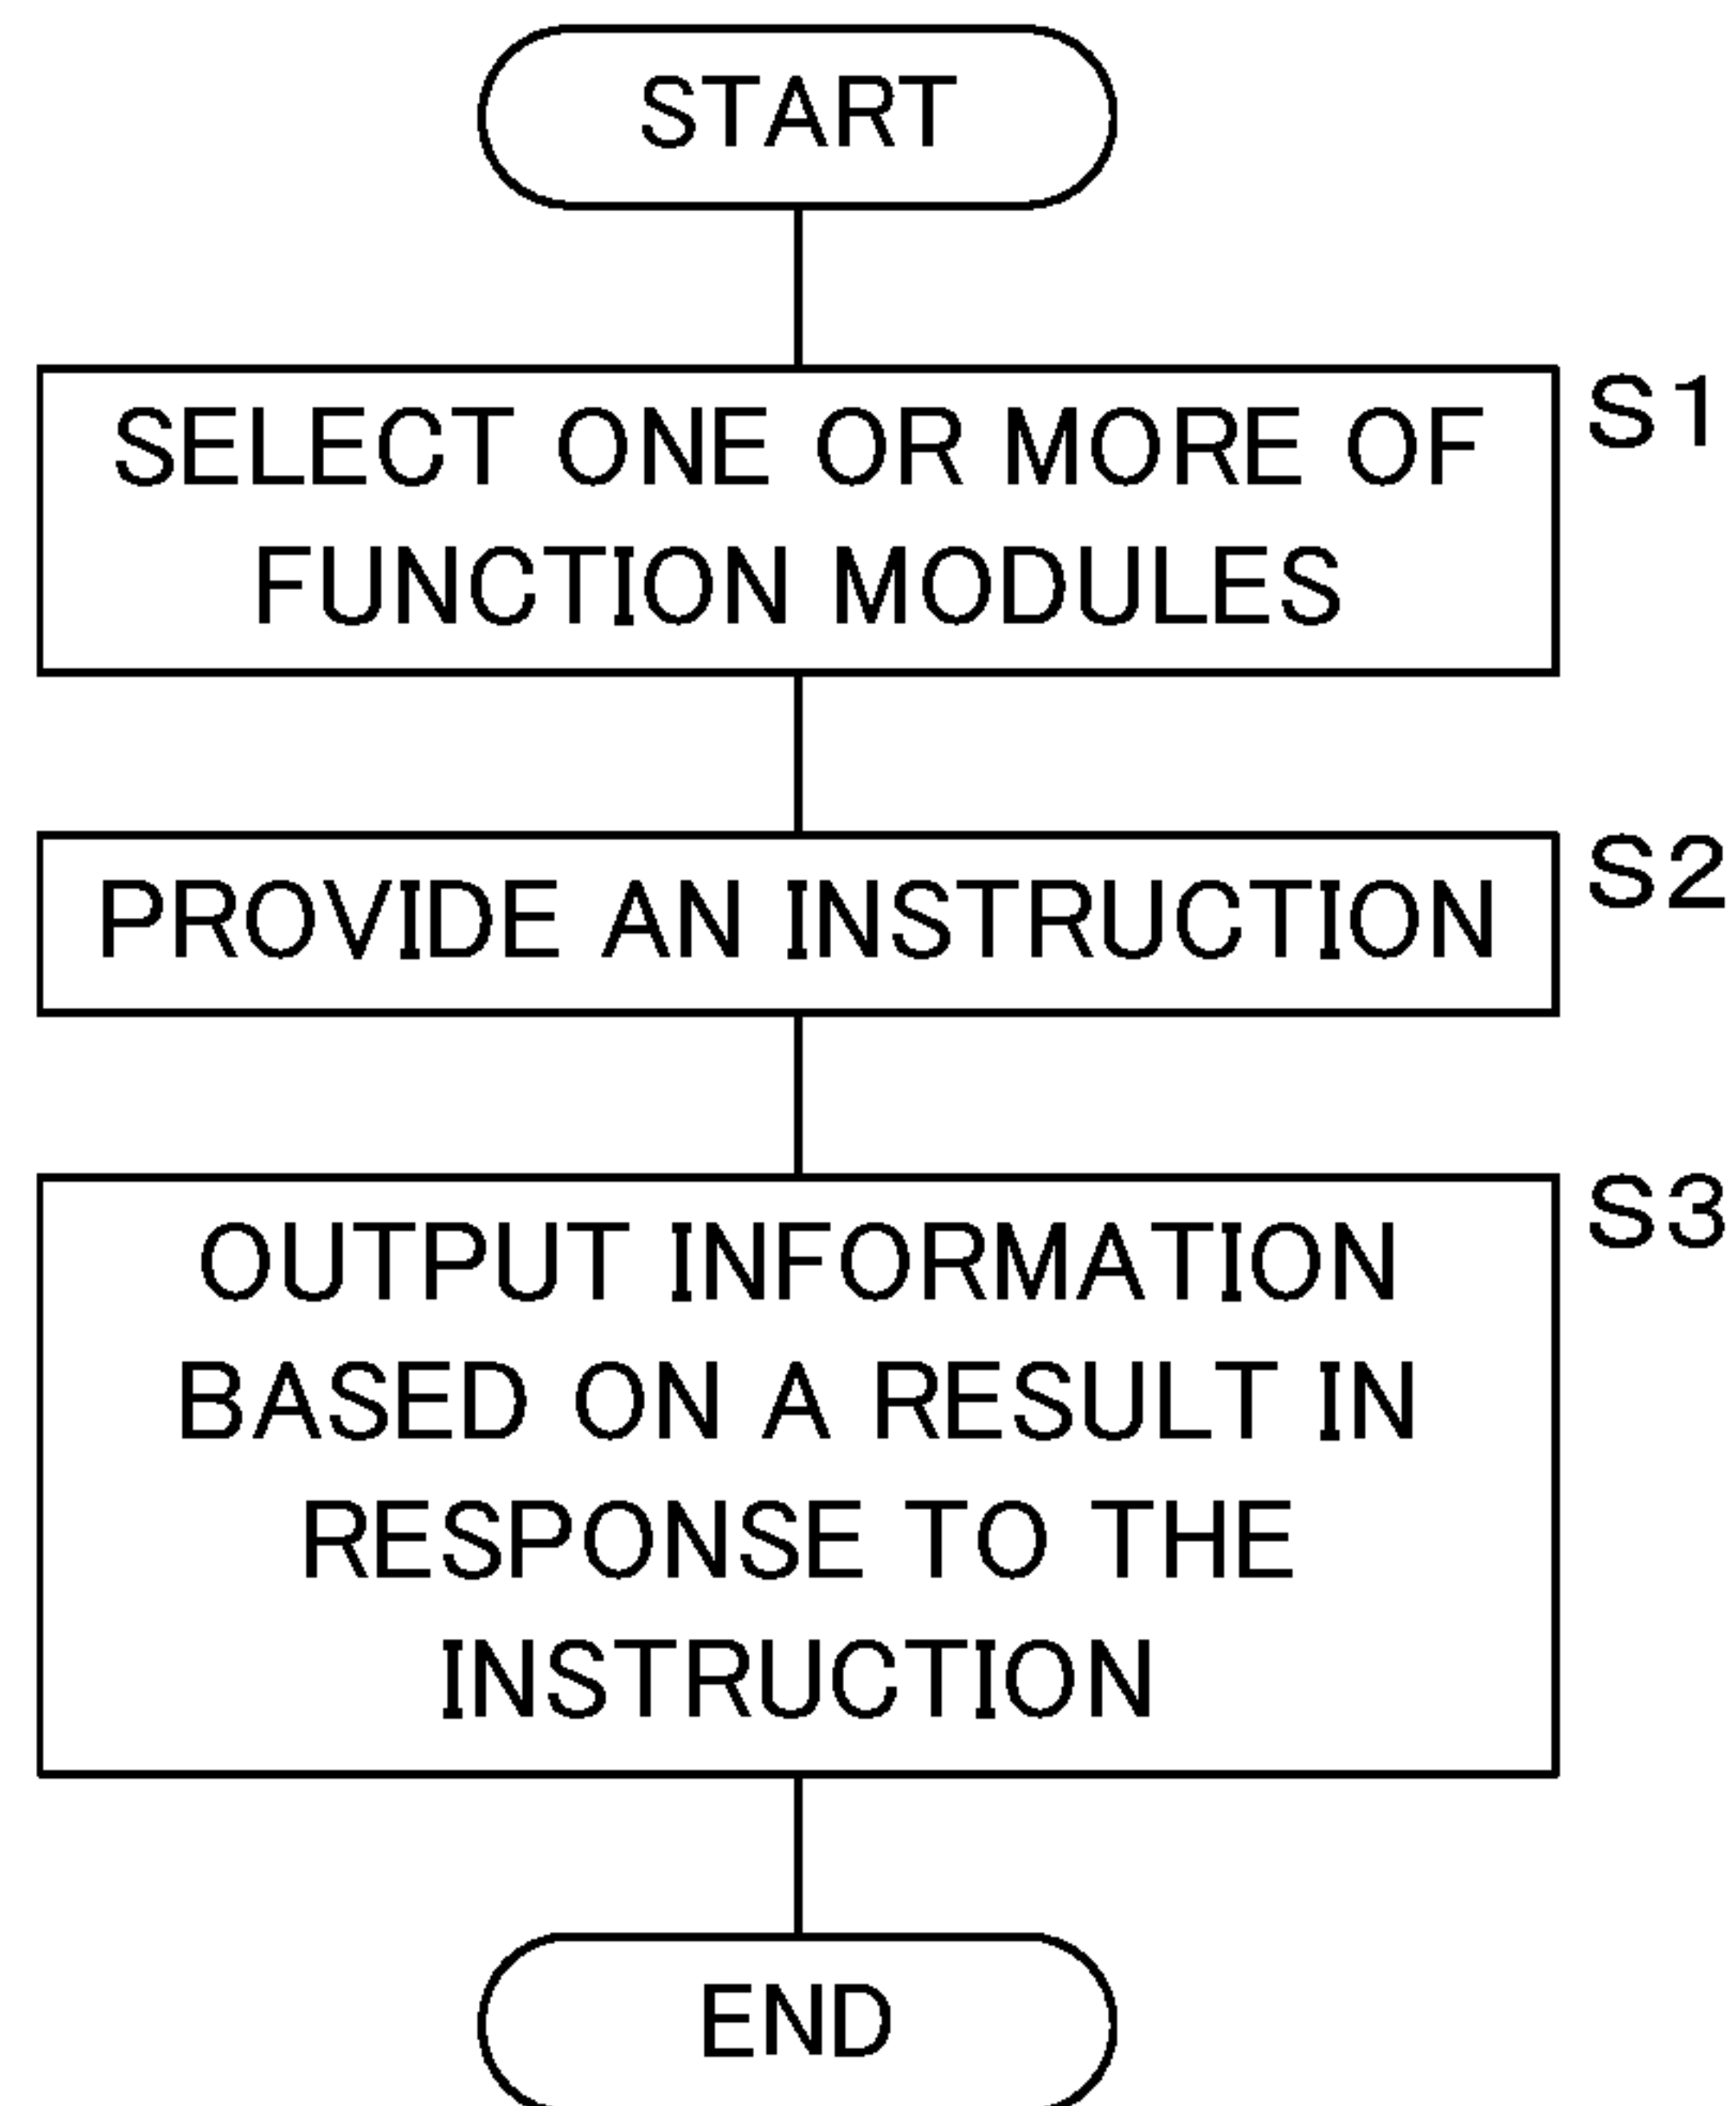 START
SELECT ONE OR MORE OF
FUNCTION MODULES
S1
PROVIDE AN INSTRUCTION
S2
OUTPUT INFORMATION
BASED ON A RESULT IN
RESPONSE TO THE
INSTRUCTION
S3
END